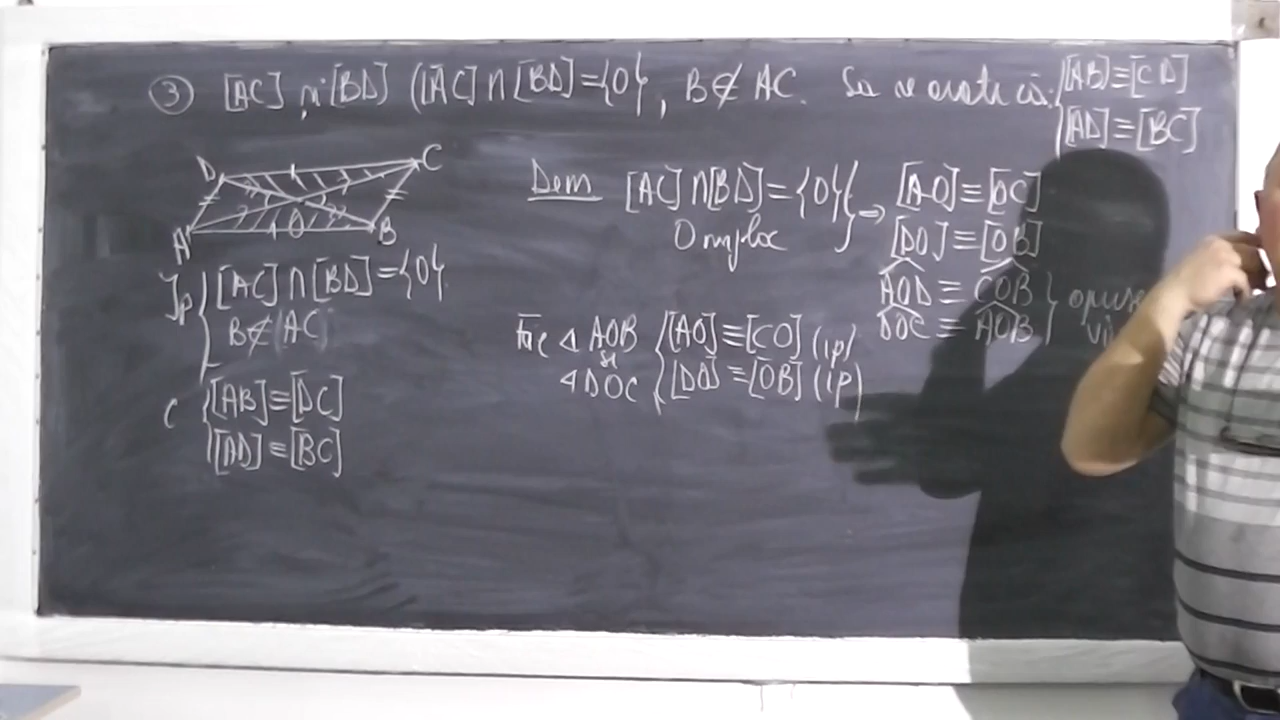 ③ [AC] și [BD] ([AC] ∩ [BD] = {O}, B ∉ AC. Să se arate că: { [AB] ≡ [CD]
[AD] ≡ [BC]
D C
A O B
Ip { [AC] ∩ [BD] = {O}
B ∉ AC
C { [AB] ≡ [DC]
[AD] ≡ [BC]
Dem [AC] ∩ [BD] = {O} } ⇒ [AO] ≡ [OC]
O mijloc [DO] ≡ [OB]
AOD ≡ COB } opuse
DOC ≡ AOB
Fie △ AOB { [AO] ≡ [CO] (ip)
și
△ DOC [DO] ≡ [OB] (ip)